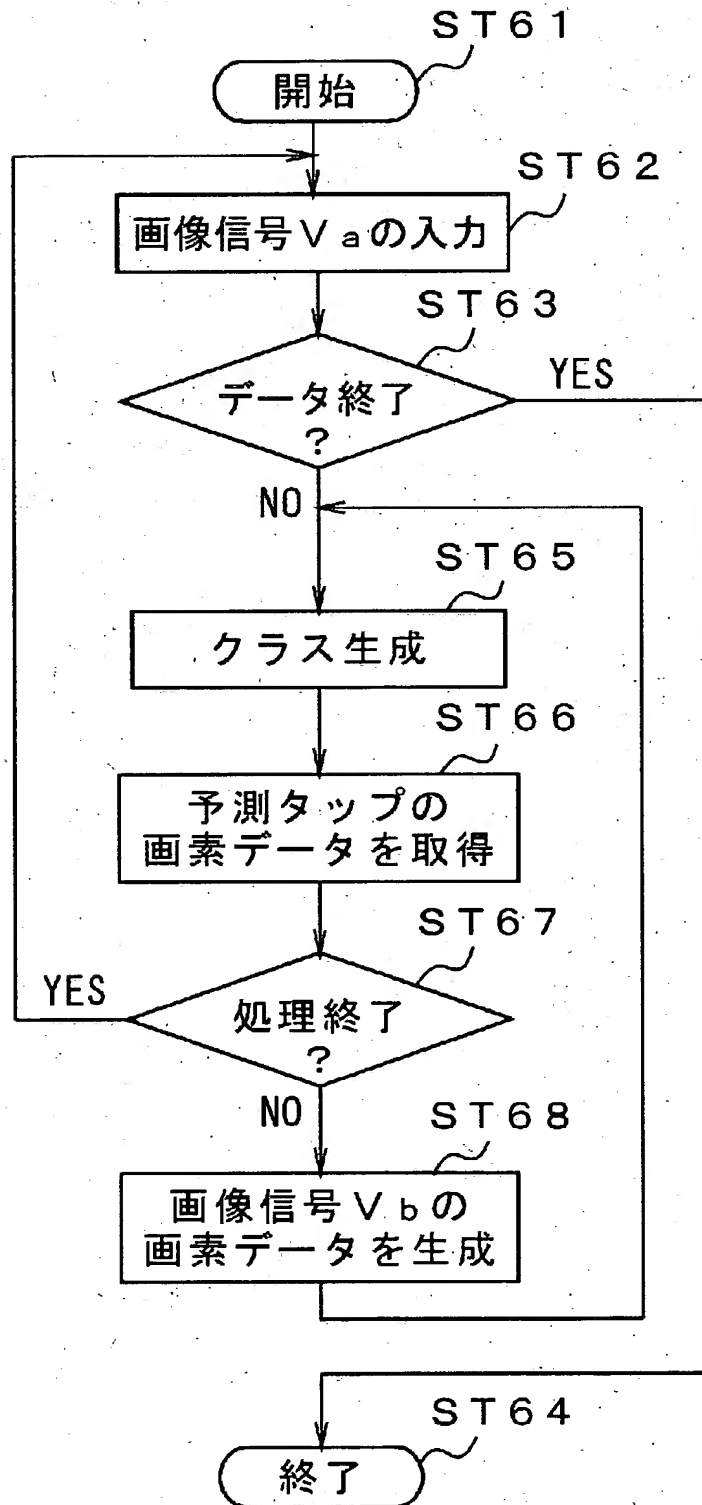 ST61
開始
ST62
画像信号Vaの入力
ST63
データ終了
?
YES
NO
ST65
クラス生成
ST66
予測タップの
画素データを取得
ST67
処理終了
?
YES
NO
ST68
画像信号Vbの
画素データを生成
ST64
終了